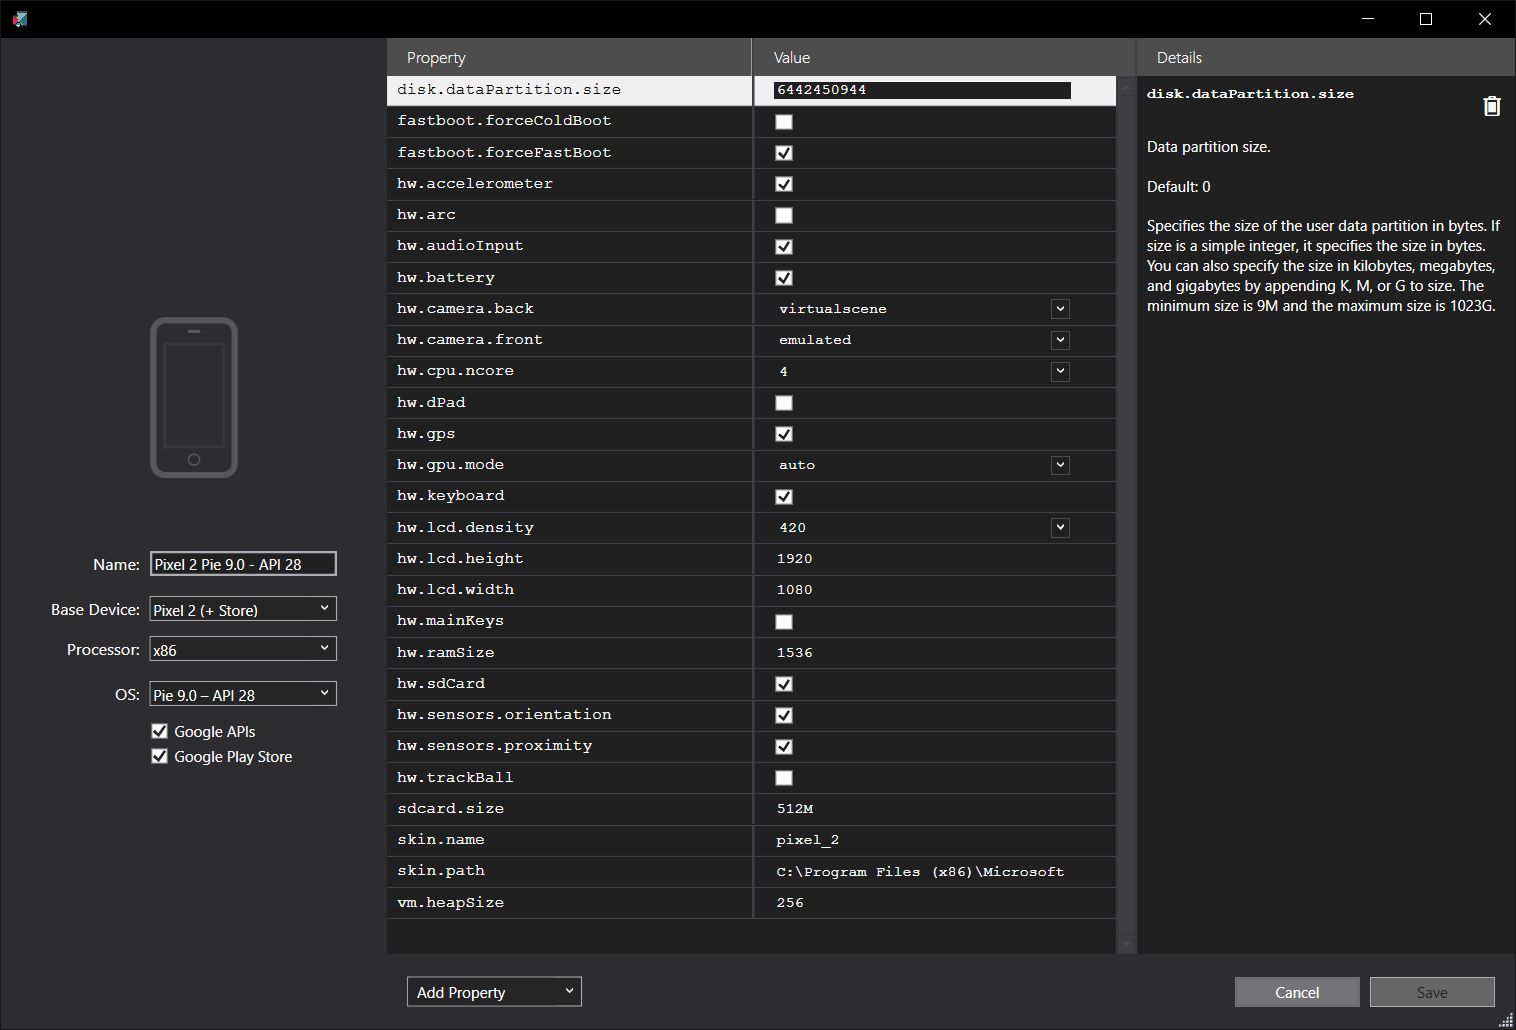 Property Value Details
disk.dataPartition.size 6442450944
fastboot.forceColdBoot
fastboot.forceFastBoot
hw.accelerometer
hw.arc
hw.audioInput
hw.battery
hw.camera.back virtualscene
hw.camera.front emulated
hw.cpu.ncore 4
hw.dPad
hw.gps
hw.gpu.mode auto
hw.keyboard
hw.lcd.density 420
hw.lcd.height 1920
hw.lcd.width 1080
hw.mainKeys
hw.ramSize 1536
hw.sdCard
hw.sensors.orientation
hw.sensors.proximity
hw.trackBall
sdcard.size 512M
skin.name pixel_2
skin.path C:\Program Files (x86)\Microsoft
vm.heapSize 256
disk.dataPartition.size
Data partition size.
Default: 0
Specifies the size of the user data partition in bytes. If
size is a simple integer, it specifies the size in bytes.
You can also specify the size in kilobytes, megabytes,
and gigabytes by appending K, M, or G to size. The
minimum size is 9M and the maximum size is 1023G.
Name: Pixel 2 Pie 9.0 - API 28
Base Device: Pixel 2 (+ Store)
Processor: x86
OS: Pie 9.0 – API 28
Google APIs
Google Play Store
Add Property
Cancel
Save